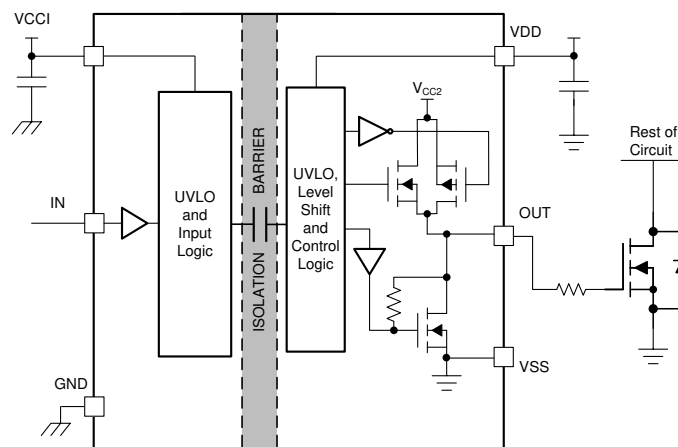 VCCI
VDD
VCC2
Rest of
Circuit
UVLO
and
Input
Logic
ISOLATION BARRIER
UVLO,
Level
Shift
and
Control
Logic
IN
OUT
GND
VSS